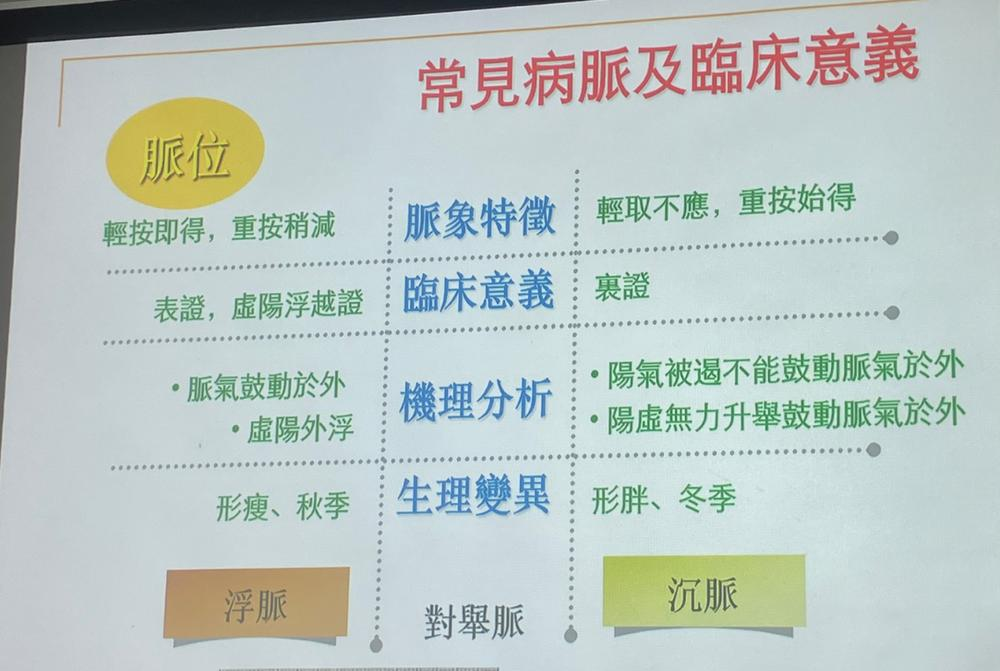 常見病脈及臨床意義
脈位
輕按即得，重按稍減
脈象特徵
輕取不應，重按始得
表證，虛陽浮越證
臨床意義
裏證
• 脈氣鼓動於外
• 虛陽外浮
機理分析
• 陽氣被遏不能鼓動脈氣於外
• 陽虛無力升舉鼓動脈氣於外
形瘦、秋季
生理變異
形胖、冬季
浮脈
對舉脈
沉脈